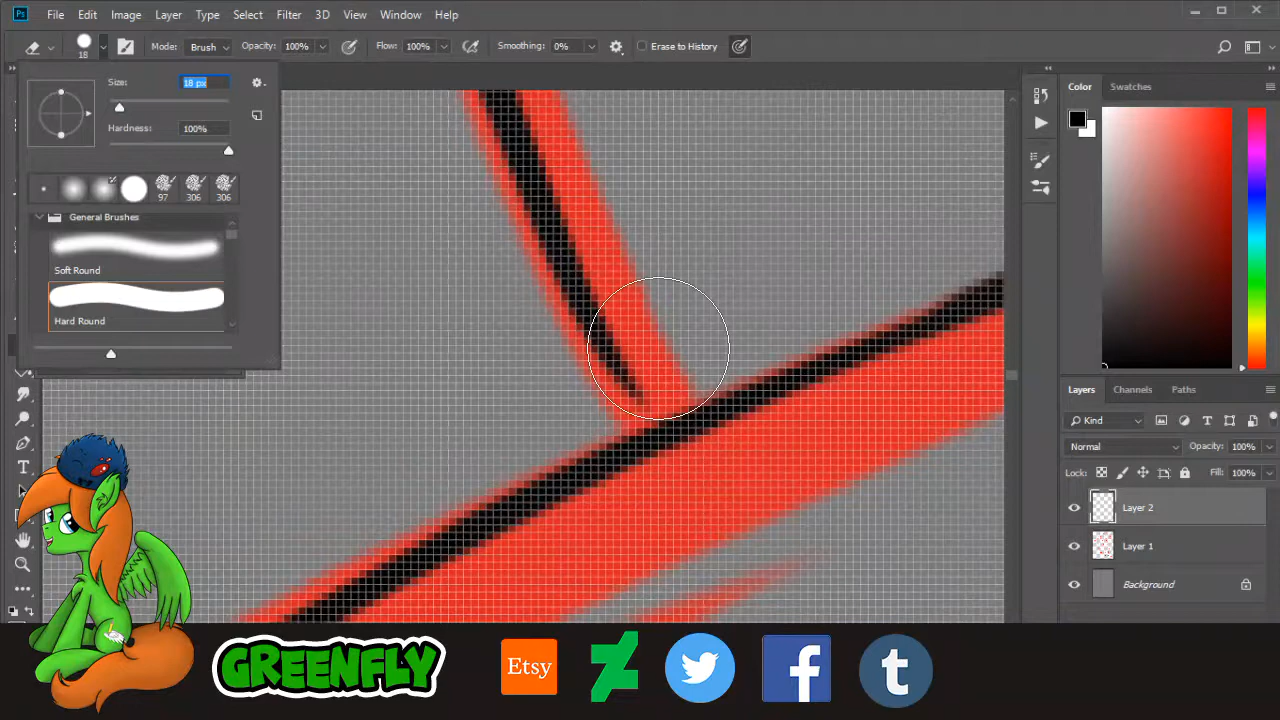 Ps File Edit Image Layer Type Select Filter 3D View Window Help
18 Mode: Brush Opacity: 100% Flow: 100% Smoothing: 0% Erase to History
Size: 18 px
Hardness: 100%
97 306 306
General Brushes
Soft Round
Hard Round
Color Swatches
Layers Channels Paths
Kind
Normal Opacity: 100%
Lock: Fill: 100%
Layer 2
Layer 1
Background
GREENFLY Etsy f t